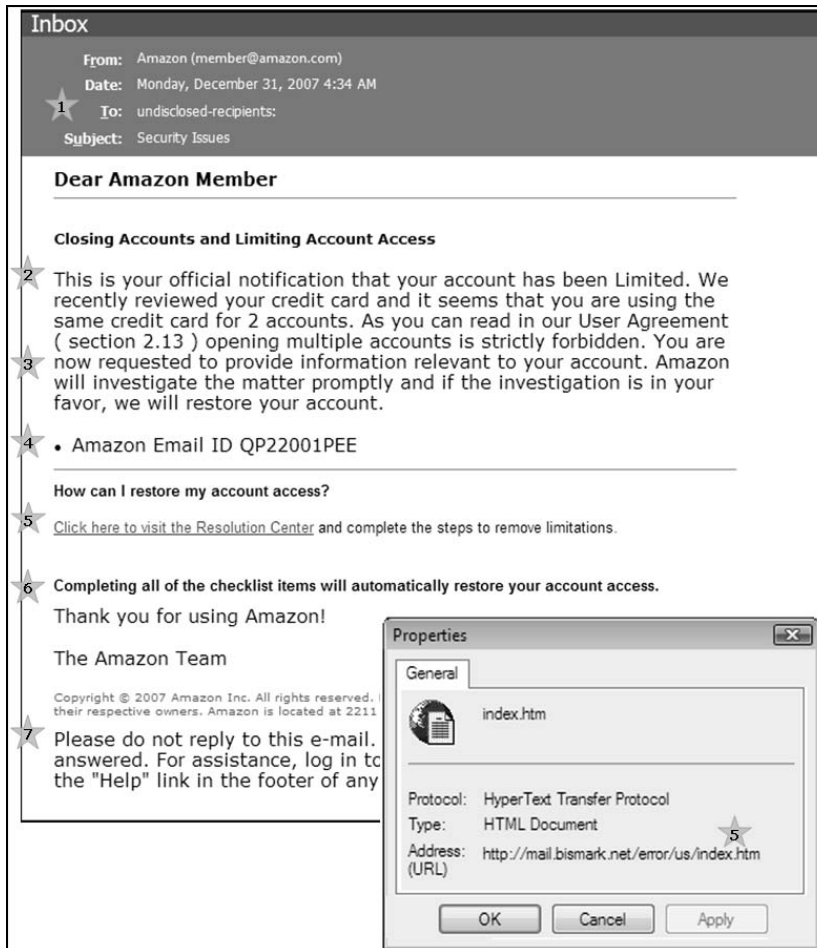 Inbox
From: Amazon (member@amazon.com)
Date: Monday, December 31, 2007 4:34 AM
1
To: undisclosed-recipients:
Subject: Security Issues
Dear Amazon Member
Closing Accounts and Limiting Account Access
2
This is your official notification that your account has been Limited. We
recently reviewed your credit card and it seems that you are using the
same credit card for 2 accounts. As you can read in our User Agreement
( section 2.13 ) opening multiple accounts is strictly forbidden. You are
3
now requested to provide information relevant to your account. Amazon
will investigate the matter promptly and if the investigation is in your
favor, we will restore your account.
4
• Amazon Email ID QP22001PEE
How can I restore my account access?
5
Click here to visit the Resolution Center and complete the steps to remove limitations.
6
Completing all of the checklist items will automatically restore your account access.
Thank you for using Amazon!
The Amazon Team
Copyright © 2007 Amazon Inc. All rights reserved.
their respective owners. Amazon is located at 2211
7
Please do not reply to this e-mail.
answered. For assistance, log in to
the "Help" link in the footer of any
Properties
General
index.htm
Protocol: HyperText Transfer Protocol
Type: HTML Document
5
Address: http://mail.bismark.net/error/us/index.htm
(URL)
OK Cancel Apply